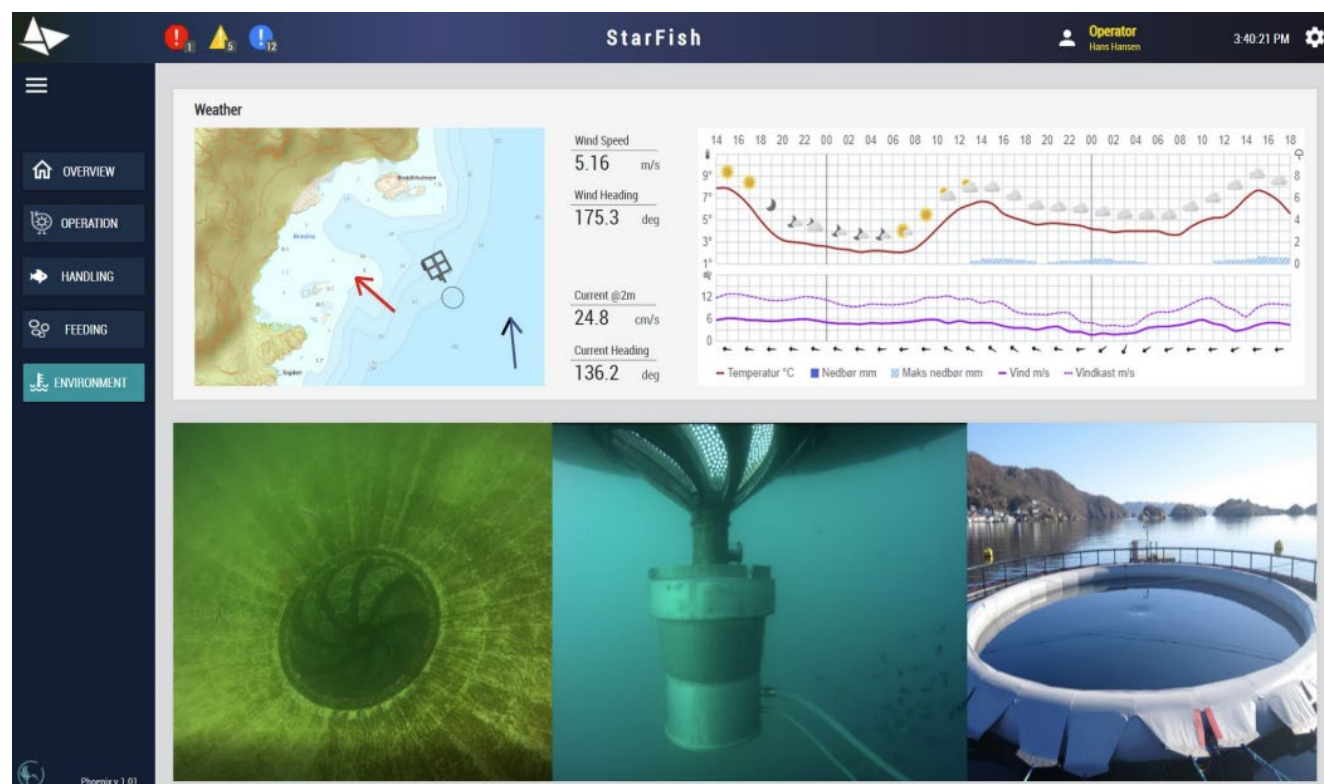 1
5
12
StarFish
Operator
Hans Hansen
3:40:21 PM
OVERVIEW
OPERATION
HANDLING
FEEDING
ENVIRONMENT
Phoenix v 1.01
Weather
Wind Speed
5.16 m/s
Wind Heading
175.3 deg
Current @2m
24.8 cm/s
Current Heading
136.2 deg
14 16 18 20 22 00 02 04 06 08 10 12 14 16 18 20 22 00 02 04 06 08 10 12 14 16 18
9° 8
7° 6
5° 4
3° 2
1° 0
12
6
0
Temperatur °C Nedbør mm Maks nedbør mm Vind m/s Vindkast m/s